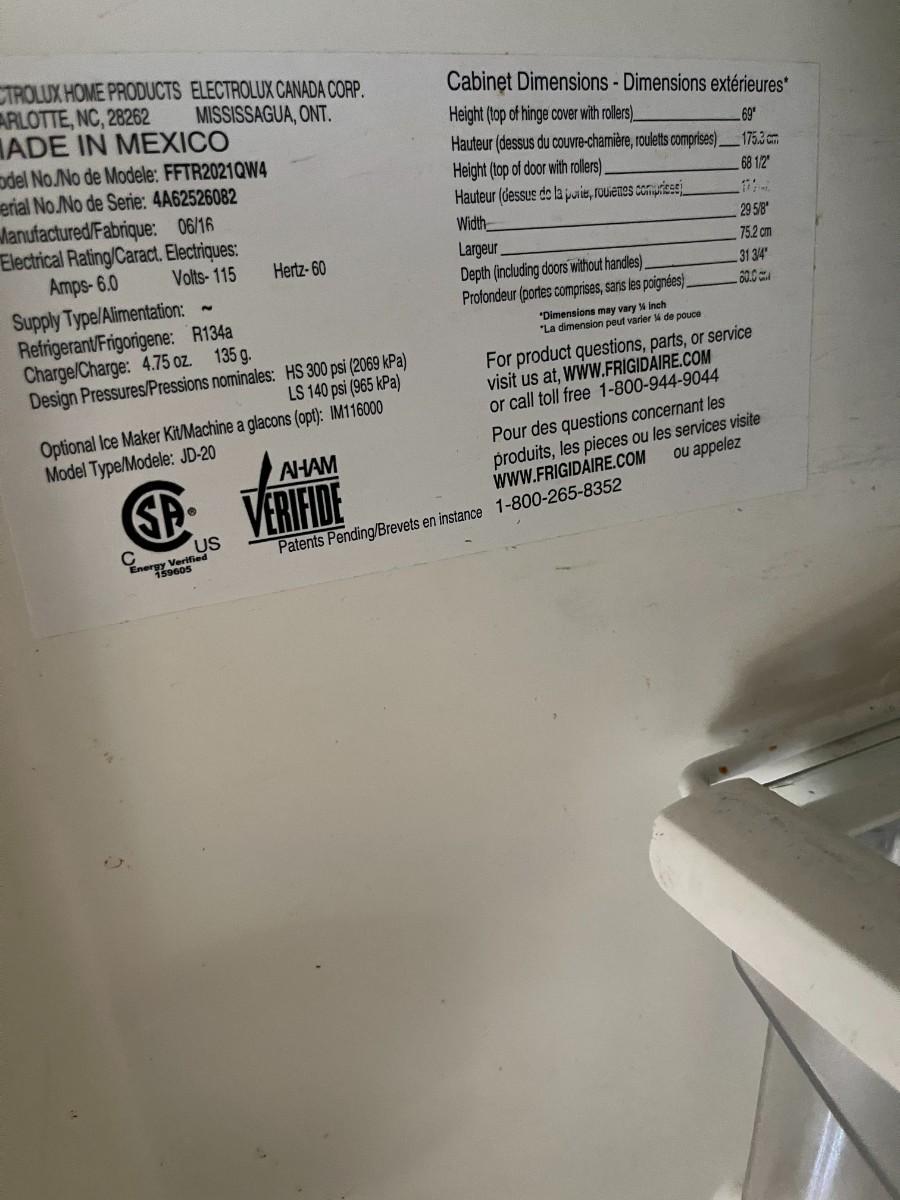 CTROLUX HOME PRODUCTS ELECTROLUX CANADA CORP.
ARLOTTE, NC, 28262 MISSISSAGUA, ONT.
MADE IN MEXICO
odel No./No de Modele: FFTR2021QW4
erial No./No de Serie: 4A62526082
Manufactured/Fabrique: 06/16
Electrical Rating/Caract. Electriques:
Amps- 6.0 Volts- 115 Hertz- 60
Supply Type/Alimentation: ~
Refrigerant/Frigorigene: R134a
Charge/Charge: 4.75 oz. 135 g.
Design Pressures/Pressions nominales: HS 300 psi (2069 kPa)
LS 140 psi (965 kPa)
Optional Ice Maker Kit/Machine a glacons (opt): IM116000
Model Type/Modele: JD-20
CSA®
C US
Energy Verified
159605
AHAM
VERIFIDE
Patents Pending/Brevets en instance
Cabinet Dimensions - Dimensions extérieures*
Height (top of hinge cover with rollers) 69"
Hauteur (dessus du couvre-charnière, rouletts comprises) 175.3 cm
Height (top of door with rollers) 68 1/2"
Hauteur (dessus de la porte, roulettes comprises)
Width 29 5/8"
Largeur 75.2 cm
Depth (including doors without handles) 31 3/4"
Profondeur (portes comprises, sans les poignées)
*Dimensions may vary ¼ inch
*La dimension peut varier ¼ de pouce
For product questions, parts, or service
visit us at, WWW.FRIGIDAIRE.COM
or call toll free 1-800-944-9044
Pour des questions concernant les
produits, les pieces ou les services visite
WWW.FRIGIDAIRE.COM ou appelez
1-800-265-8352